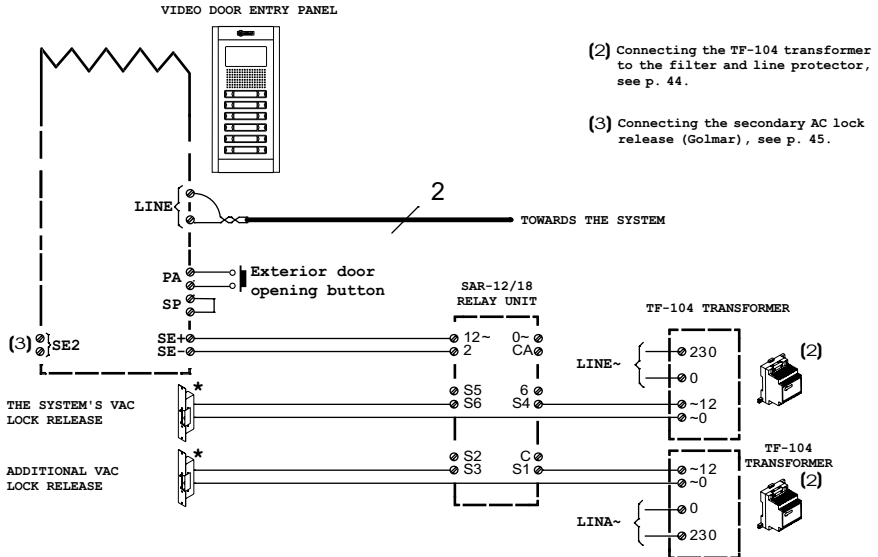 VIDEO DOOR ENTRY PANEL
(2) Connecting the TF-104 transformer
to the filter and line protector,
see p. 44.
(3) Connecting the secondary AC lock
release (Golmar), see p. 45.
LINE
2
TOWARDS THE SYSTEM
PA
Exterior door
opening button
SP
SAR-12/18
RELAY UNIT
TF-104 TRANSFORMER
(3) SE2
SE+
SE-
12~ 0~
2 CA
LINE~
230
0
(2)
THE SYSTEM'S VAC
LOCK RELEASE
*
S5 6
S6 S4
~12
~0
ADDITIONAL VAC
LOCK RELEASE
*
S2 C
S3 S1
~12
~0
TF-104
TRANSFORMER
(2)
LINA~
0
230